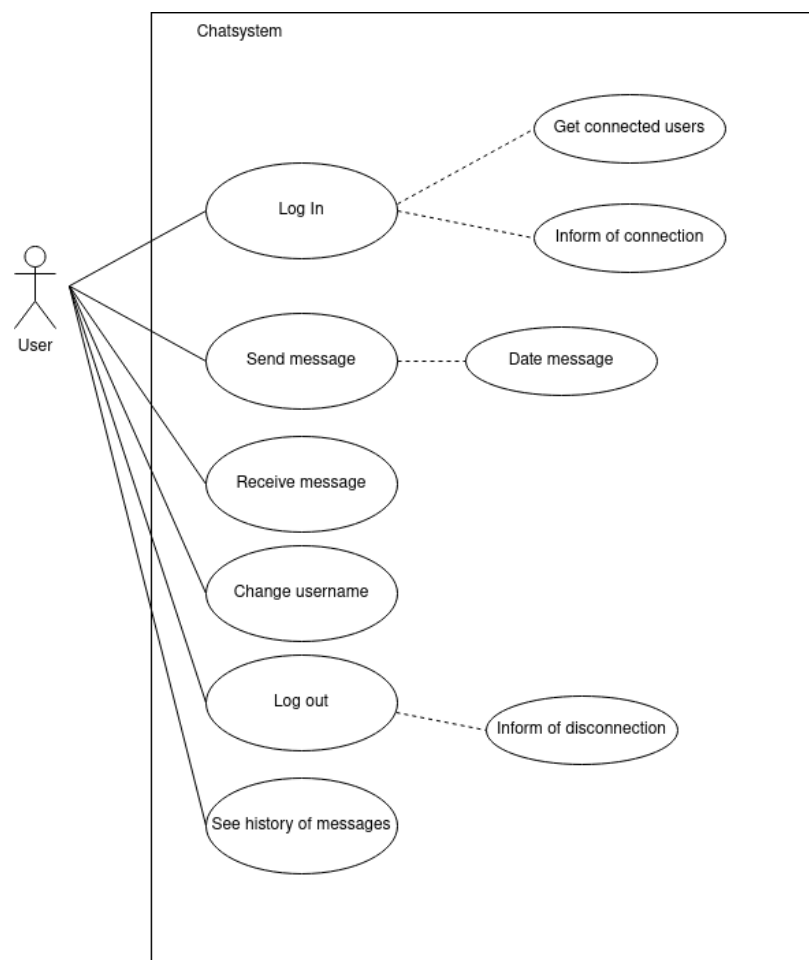 Chatsystem
Get connected users
Log In
Inform of connection
User
Send message
Date message
Receive message
Change username
Log out
Inform of disconnection
See history of messages